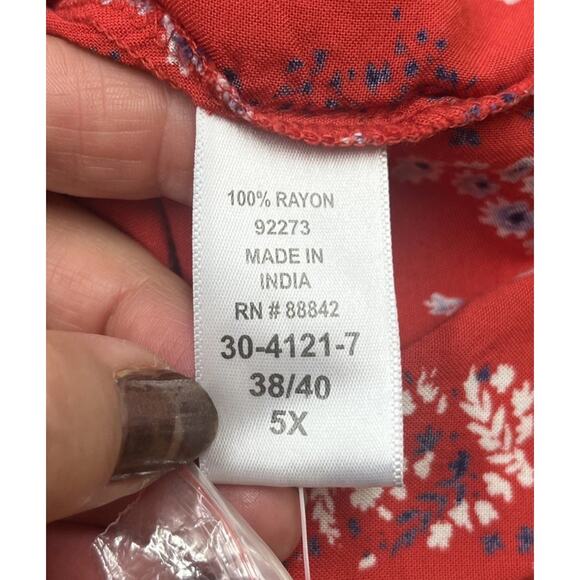 100% RAYON
92273
MADE IN
INDIA
RN # 88842
30-4121-7
38/40
5X